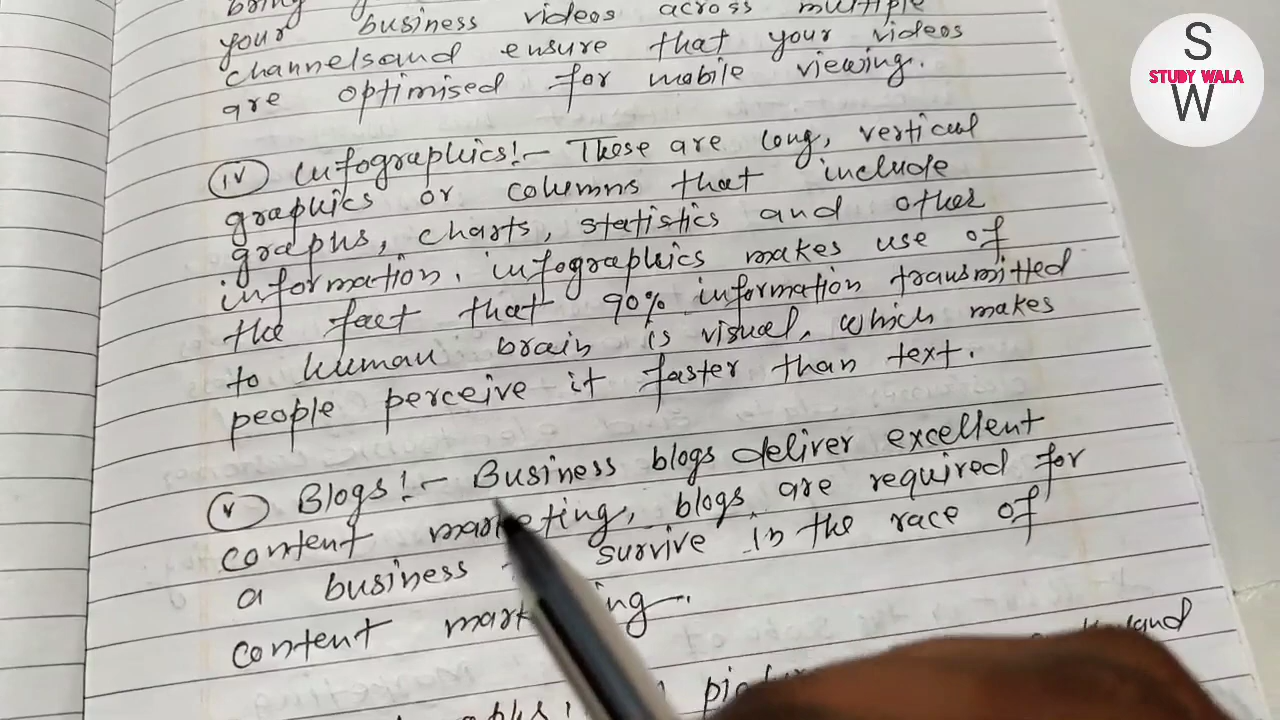 your business videos across multiple
channelsand ensure that your videos
are optimised for mobile viewing.
(iv) Infographics:- These are long, vertical
graphics or columns that include
graphs, charts, statistics and other
information. infographics makes use of
the fact that 90% information transmitted
to human brain is visual, which makes
people perceive it faster than text.
(v) Blogs:- Business blogs deliver excellent
content marketing, blogs are required for
a business survive in the race of
content marketing.
S
STUDY WALA
W